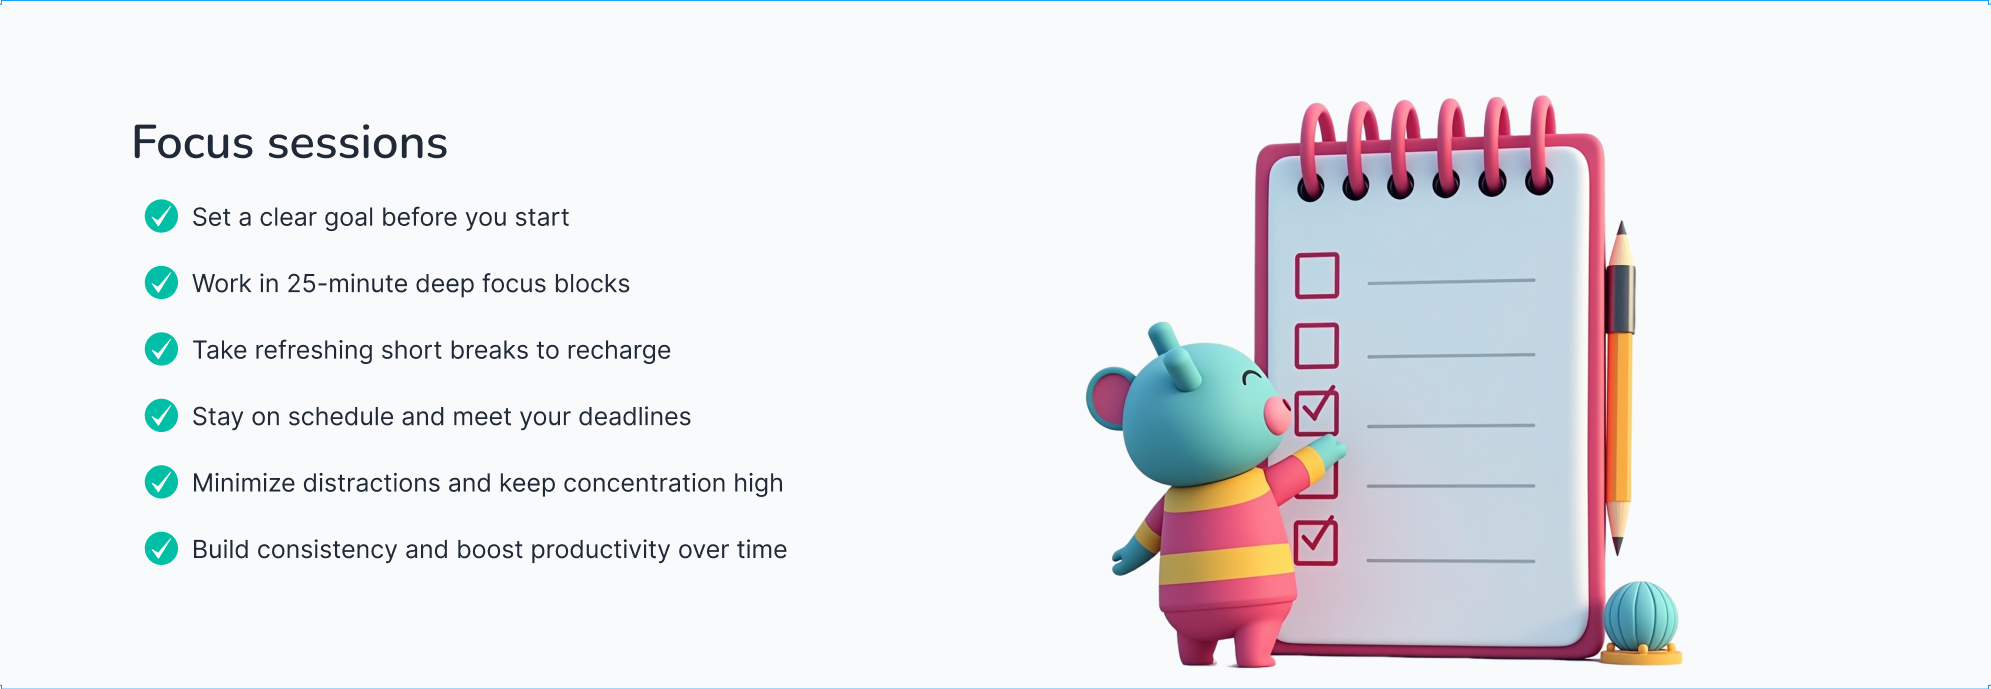 Focus sessions
Set a clear goal before you start
Work in 25-minute deep focus blocks
Take refreshing short breaks to recharge
Stay on schedule and meet your deadlines
Minimize distractions and keep concentration high
Build consistency and boost productivity over time